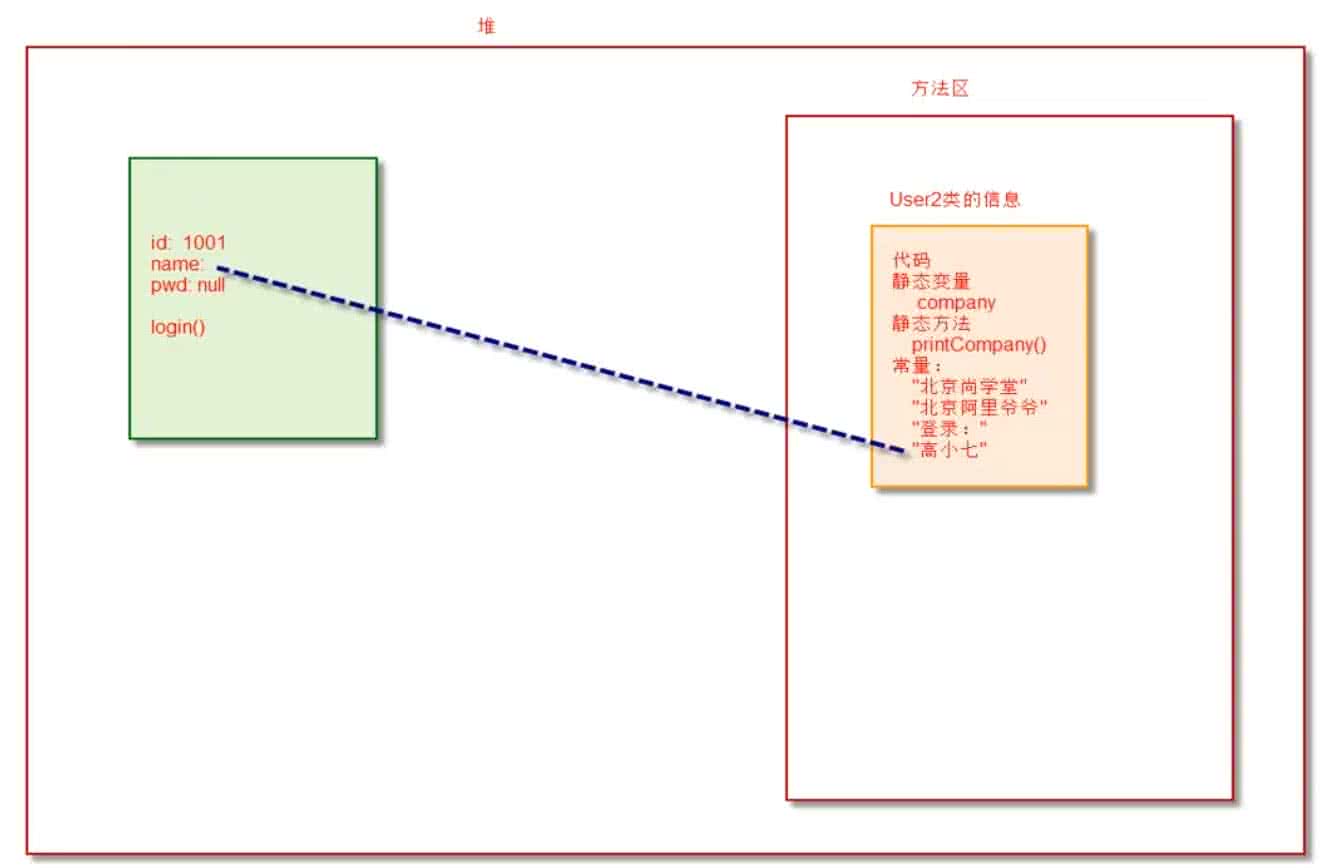 堆
方法区
id:  1001
name:
pwd: null
login()
User2类的信息
代码
静态变量
company
静态方法
printCompany()
常量：
"北京尚学堂"
"北京阿里爷爷"
"登录："
"高小七"